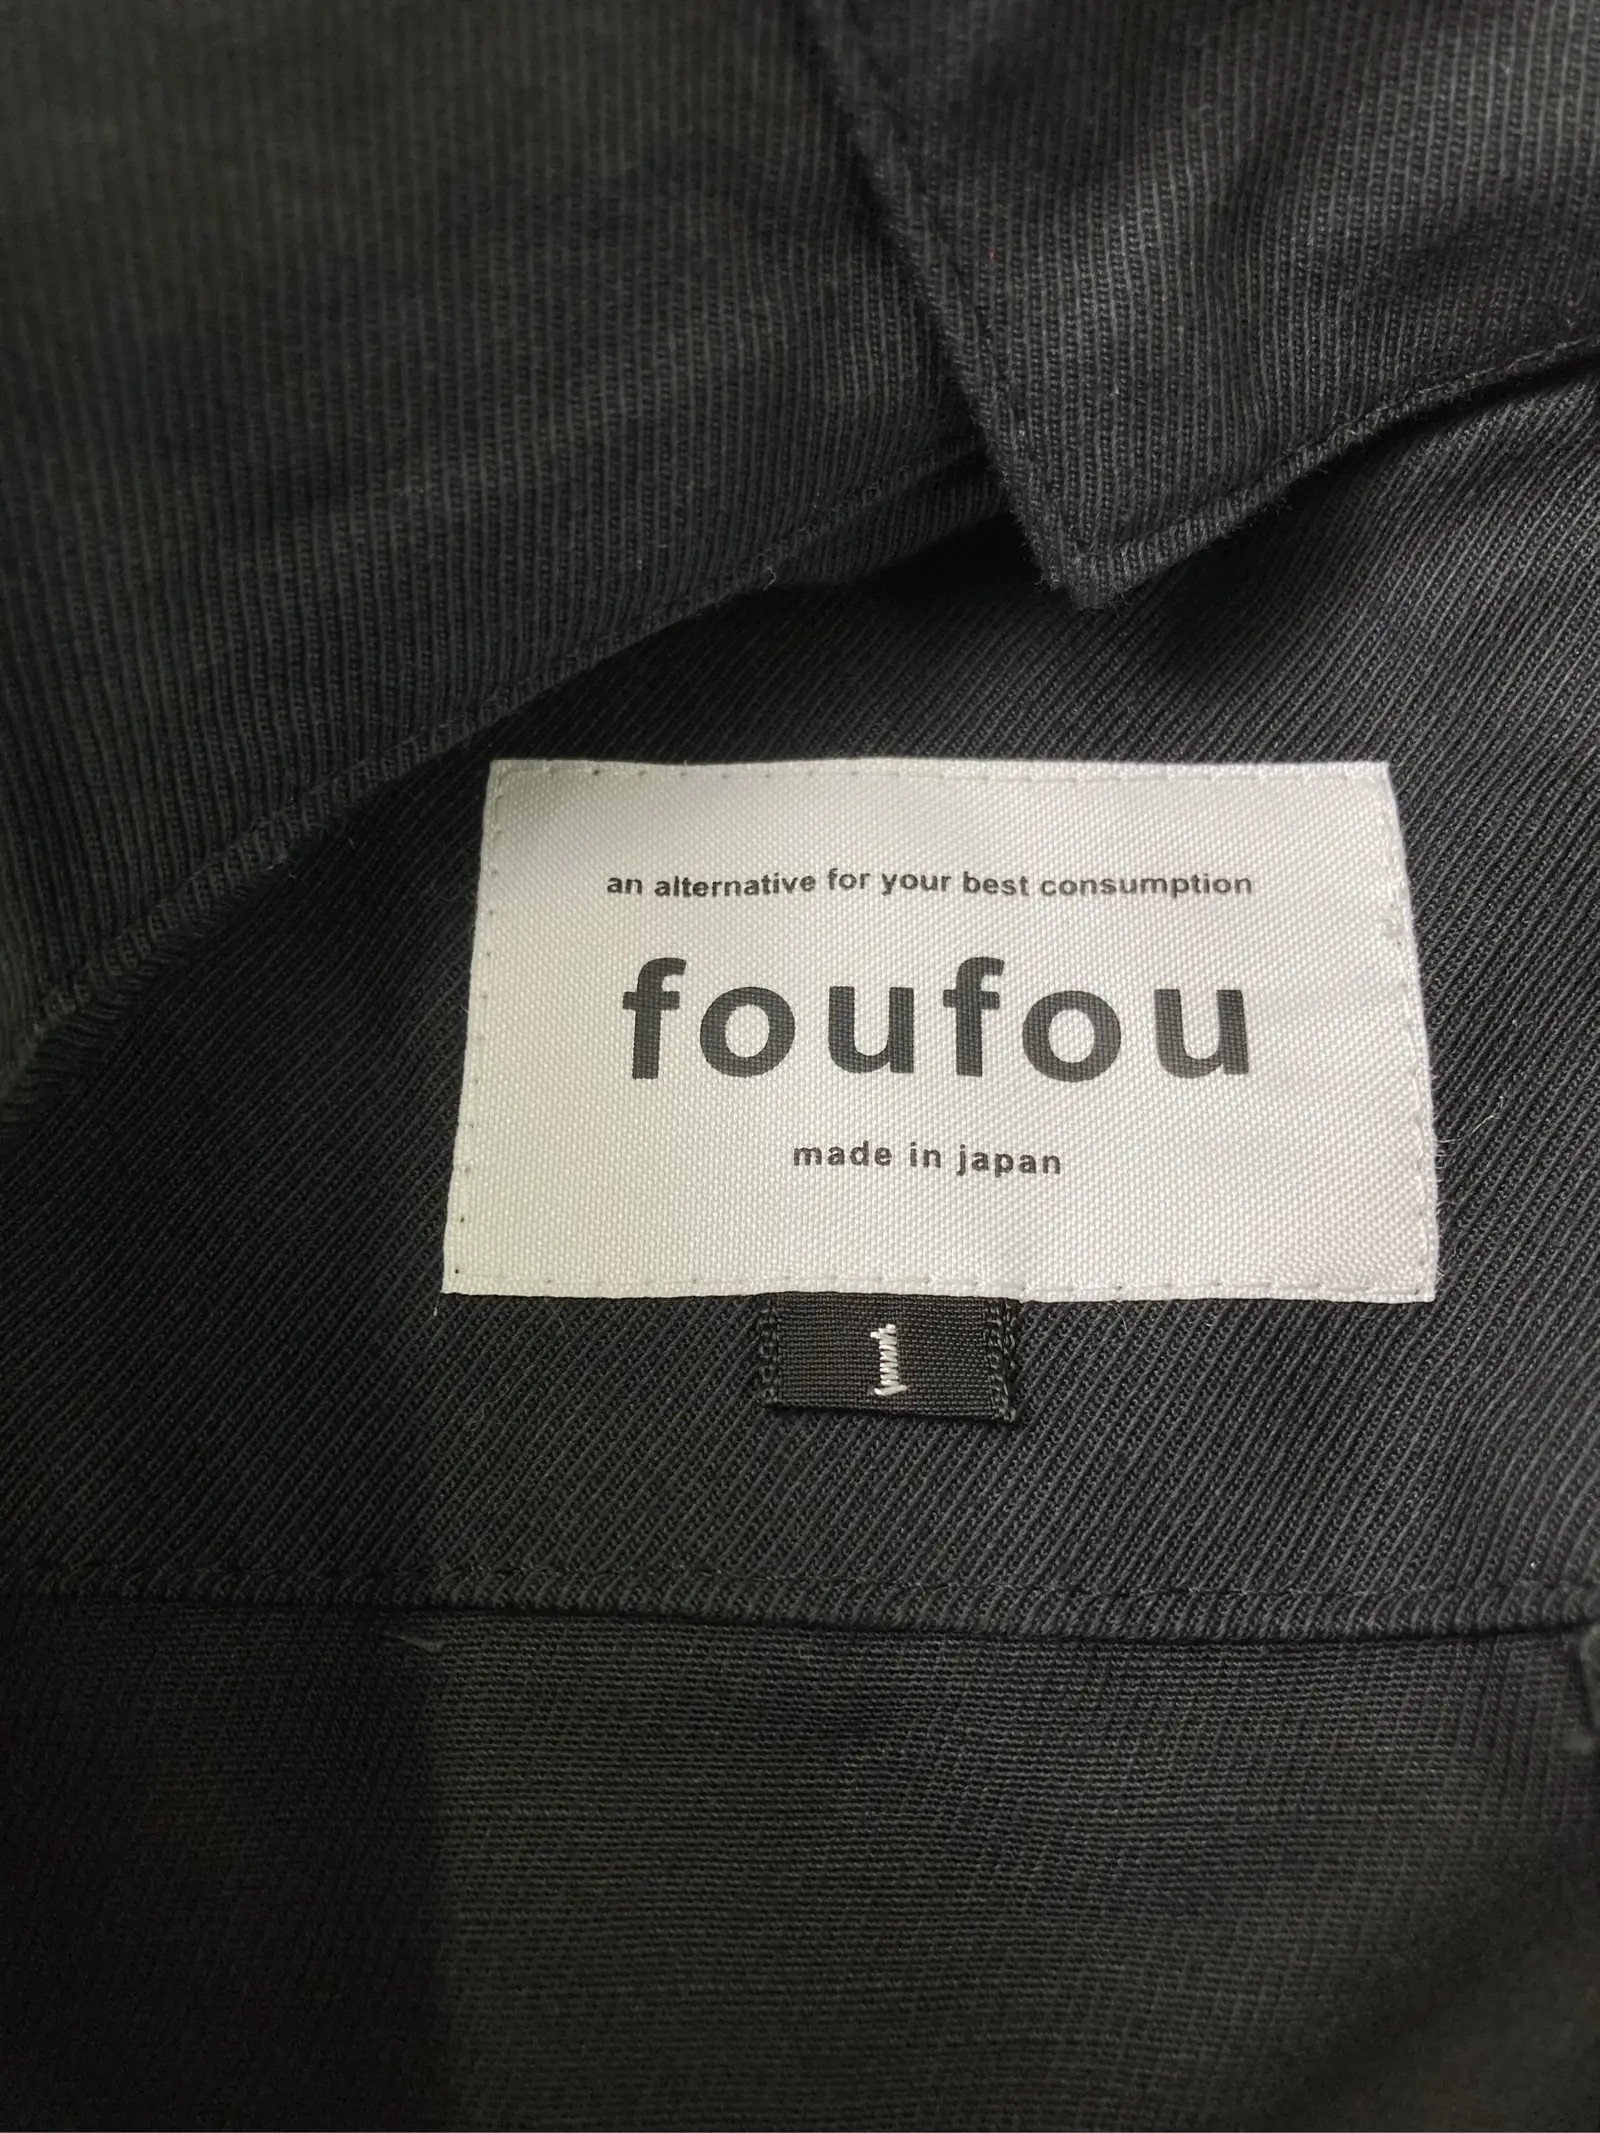 an alternative for your best consumption
foufou
made in japan
1